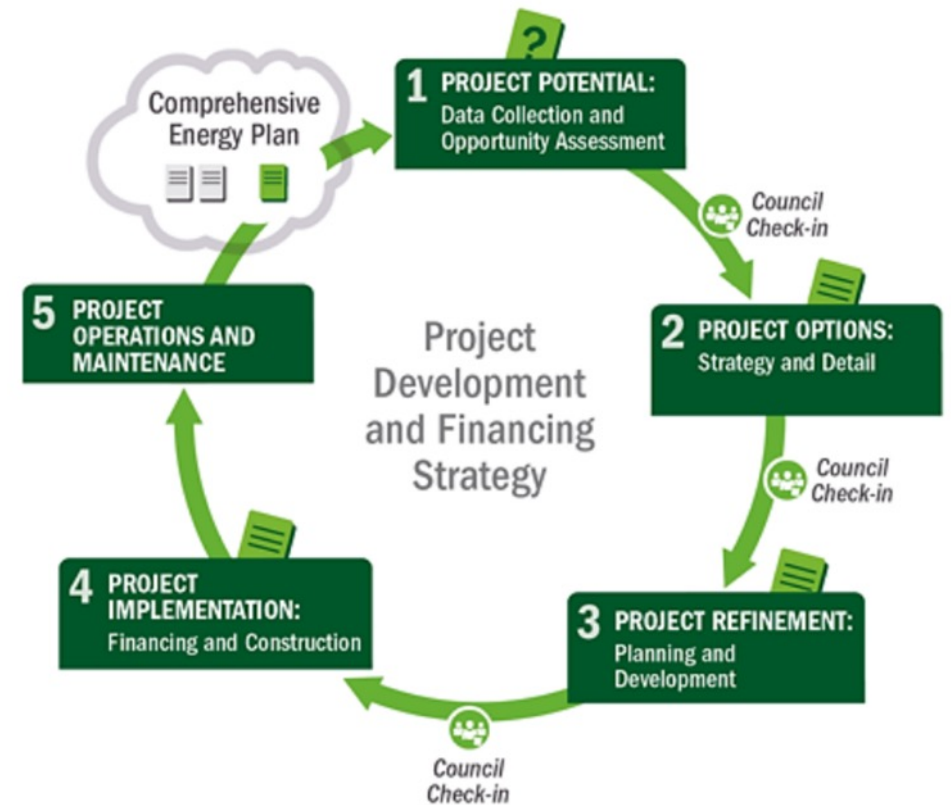 ?
Comprehensive
Energy Plan
1 PROJECT POTENTIAL:
Data Collection and
Opportunity Assessment
Council
Check-in
2 PROJECT OPTIONS:
Strategy and Detail
Council
Check-in
3 PROJECT REFINEMENT:
Planning and
Development
Council
Check-in
4 PROJECT
IMPLEMENTATION:
Financing and Construction
5 PROJECT
OPERATIONS AND
MAINTENANCE
Project
Development
and Financing
Strategy